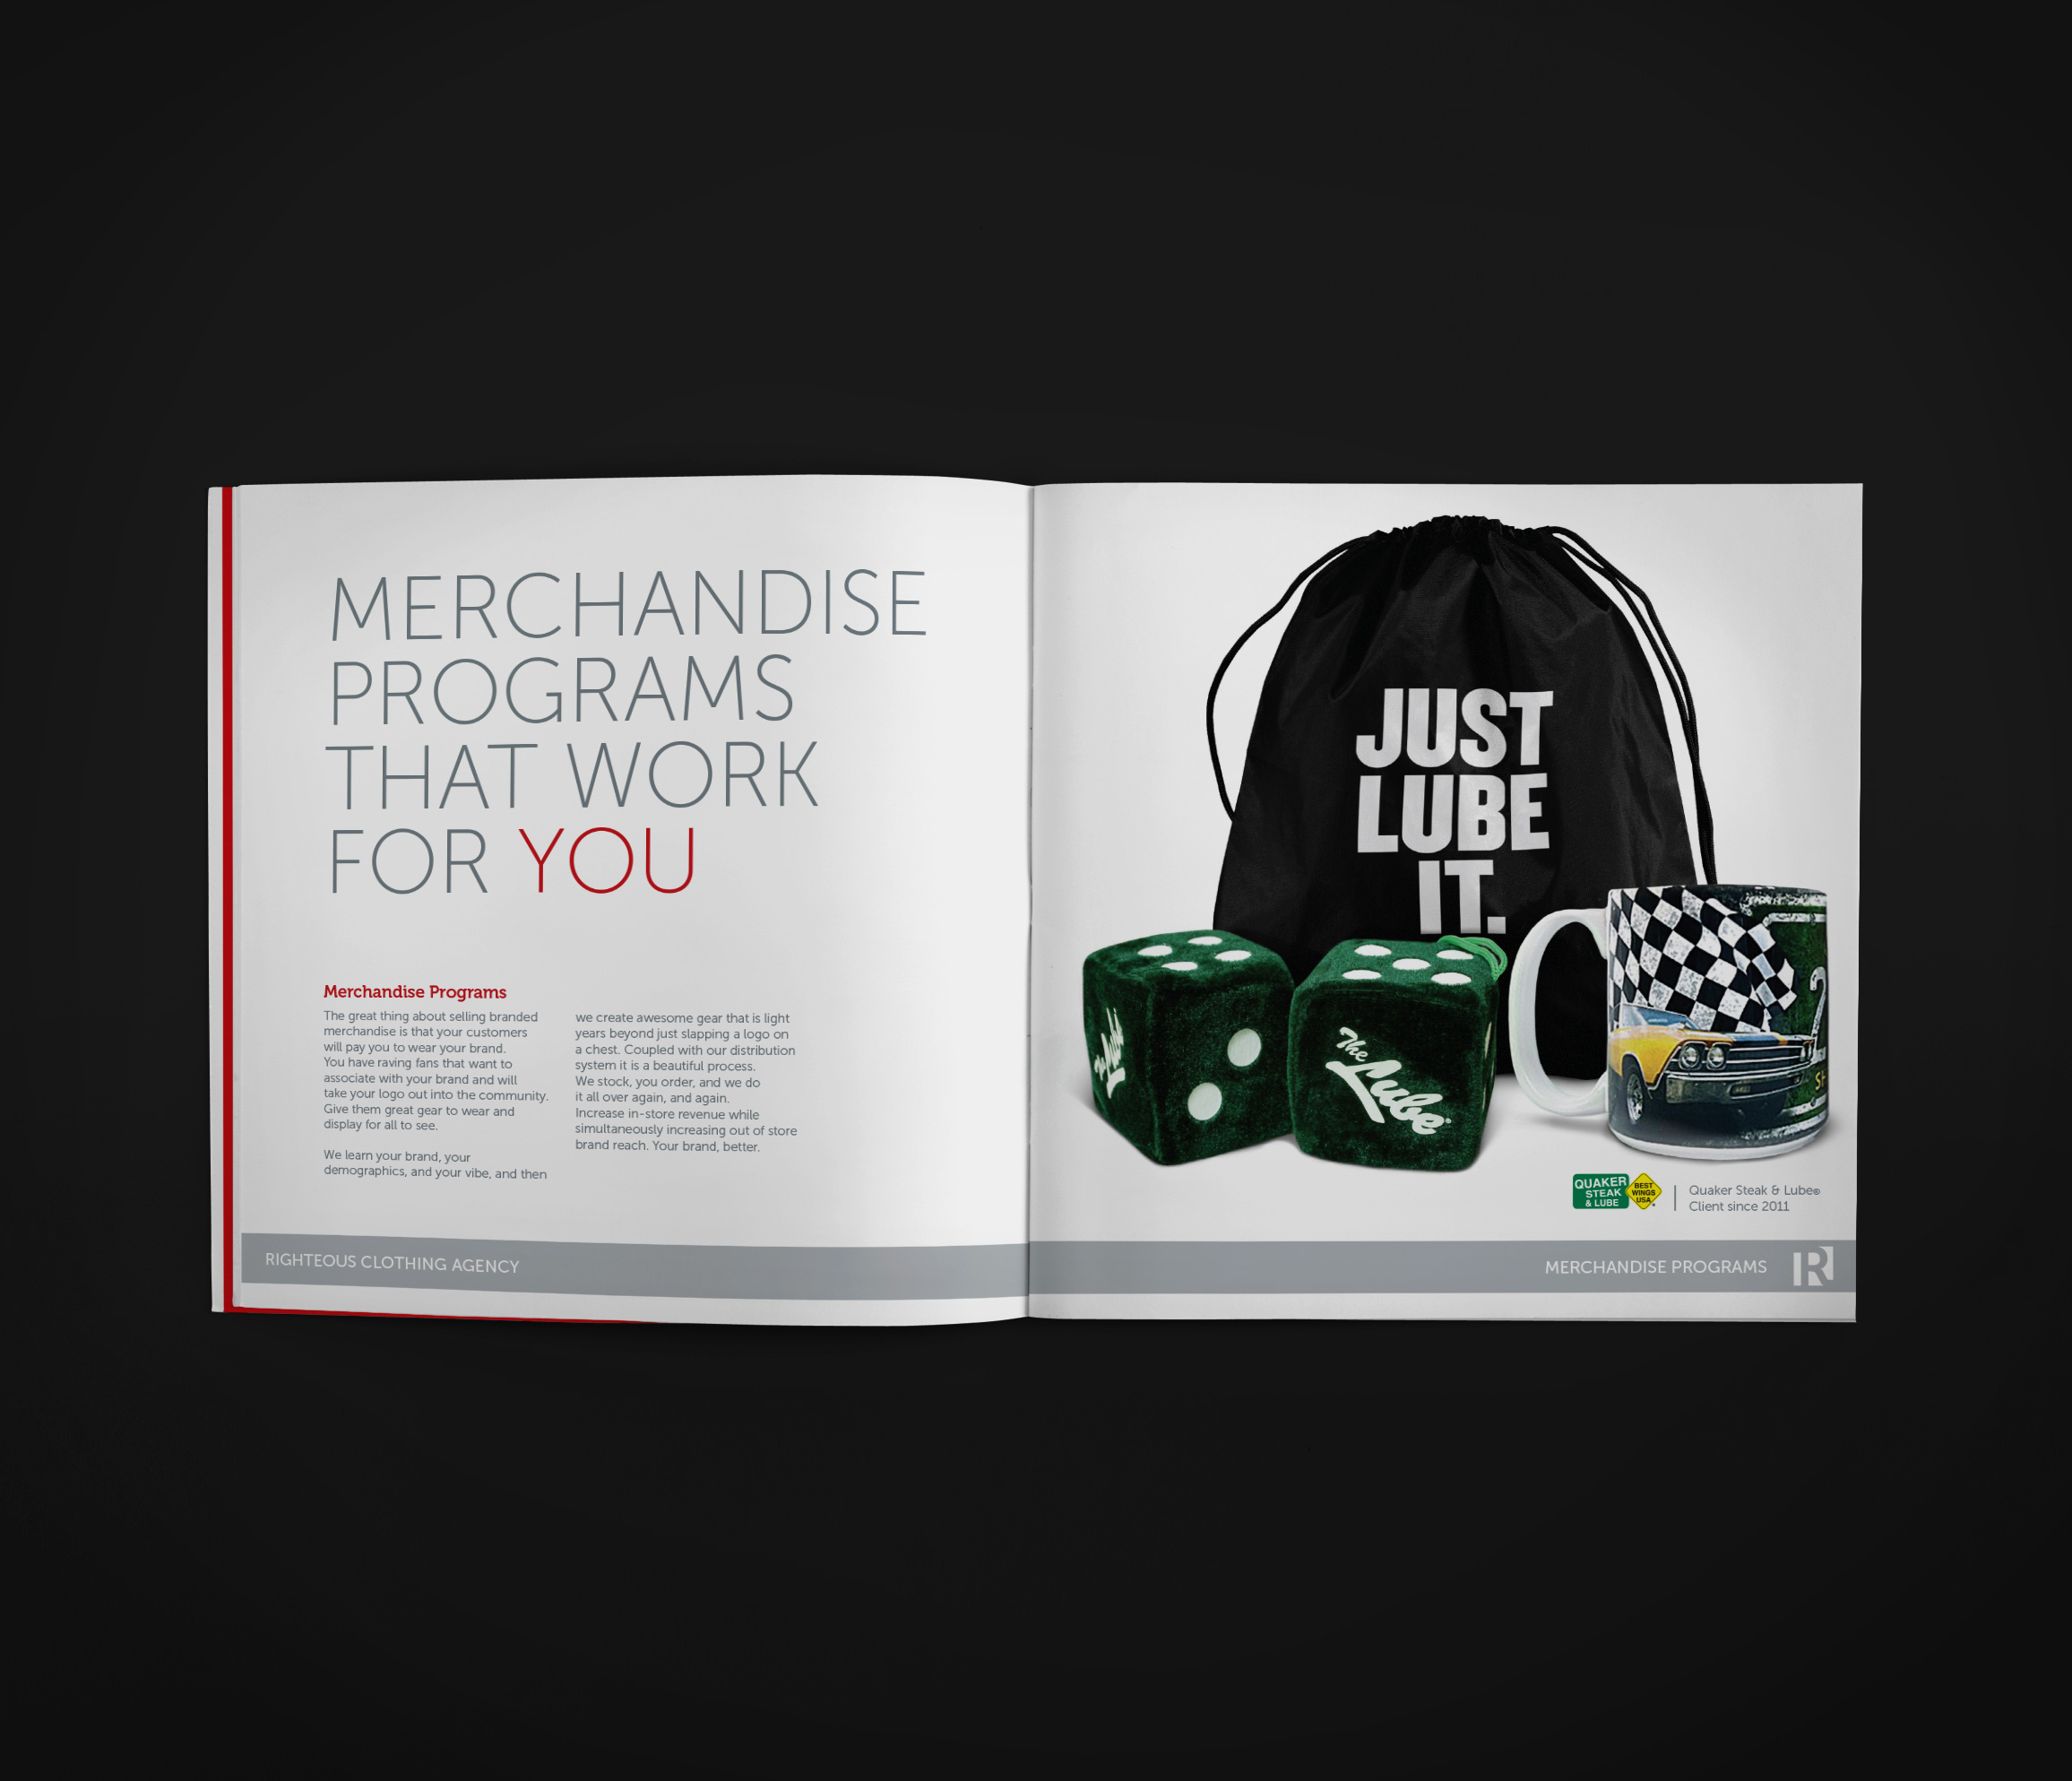 MERCHANDISE
PROGRAMS
THAT WORK
FOR YOU
Merchandise Programs
The great thing about selling branded
merchandise is that your customers
will pay you to wear your brand.
You have raving fans that want to
associate with your brand and will
take your logo out into the community.
Give them great gear to wear and
display for all to see.
We learn your brand, your
demographics, and your vibe, and then
we create awesome gear that is light
years beyond just slapping a logo on
a chest. Coupled with our distribution
system it is a beautiful process.
We stock, you order, and we do
it all over again, and again.
Increase in-store revenue while
simultaneously increasing out of store
brand reach. Your brand, better.
RIGHTEOUS CLOTHING AGENCY
JUST
LUBE
IT.
The Lube
The
Lube®
2
QUAKER
STEAK
& LUBE
BEST
WINGS
USA
Quaker Steak & Lube®
Client since 2011
MERCHANDISE PROGRAMS
R